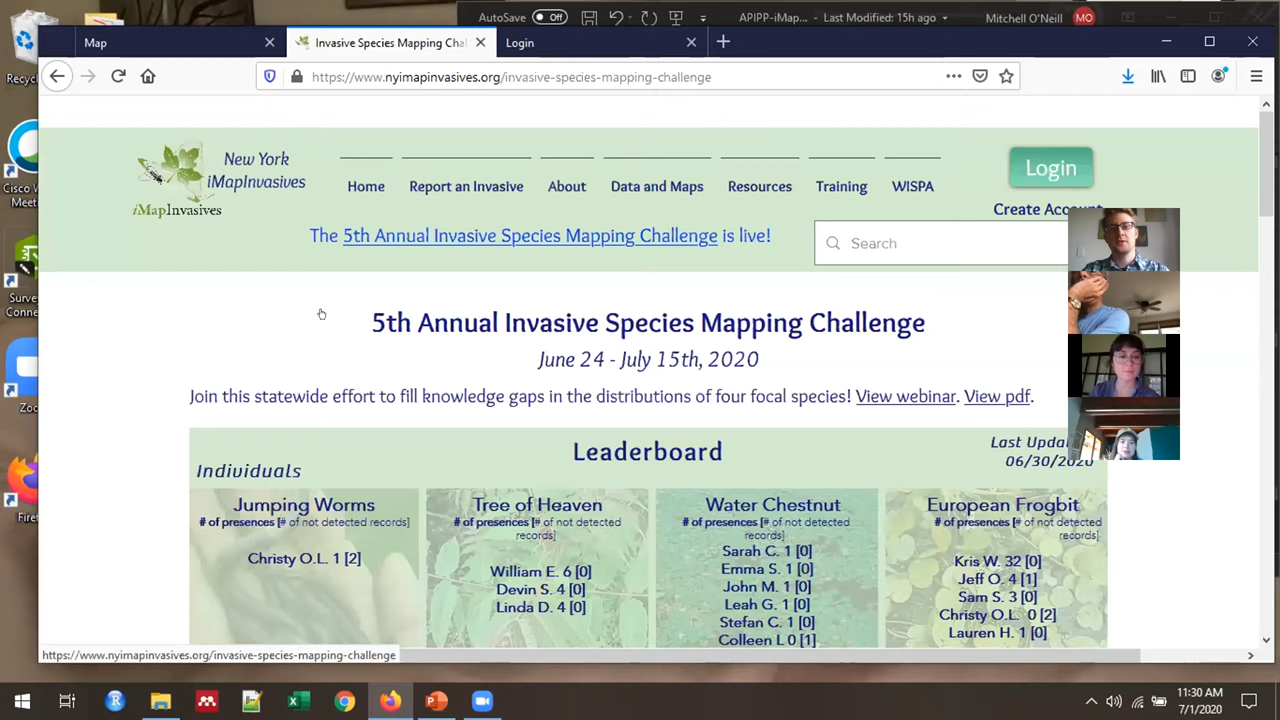 AutoSave Off APIPP-iMap... Last Modified: 15h ago Mitchell O'Neill MO
Map Invasive Species Mapping Chal Login
https://www.nyimapinvasives.org/invasive-species-mapping-challenge
New York
iMapInvasives
iMapInvasives
Home Report an Invasive About Data and Maps Resources Training WISPA
Login
Create Account
The 5th Annual Invasive Species Mapping Challenge is live!
Search
5th Annual Invasive Species Mapping Challenge
June 24 - July 15th, 2020
Join this statewide effort to fill knowledge gaps in the distributions of four focal species! View webinar. View pdf.
Leaderboard
Last Upda
06/30/2020
Individuals
Jumping Worms
# of presences [# of not detected records]
Christy O.L. 1 [2]
Tree of Heaven
# of presences [# of not detected
records]
William E. 6 [0]
Devin S. 4 [0]
Linda D. 4 [0]
Water Chestnut
# of presences [# of not detected
records]
Sarah C. 1 [0]
Emma S. 1 [0]
John M. 1 [0]
Leah G. 1 [0]
Stefan C. 1 [0]
Colleen L 0 [1]
European Frogbit
# of presences [# of not detected
records]
Kris W. 32 [0]
Jeff O. 4 [1]
Sam S. 3 [0]
Christy O.L. 0 [2]
Lauren H. 1 [0]
https://www.nyimapinvasives.org/invasive-species-mapping-challenge
Recyc
Cisco W
Meeti
Surve
Conne
Zoo
Firef
11:30 AM
7/1/2020